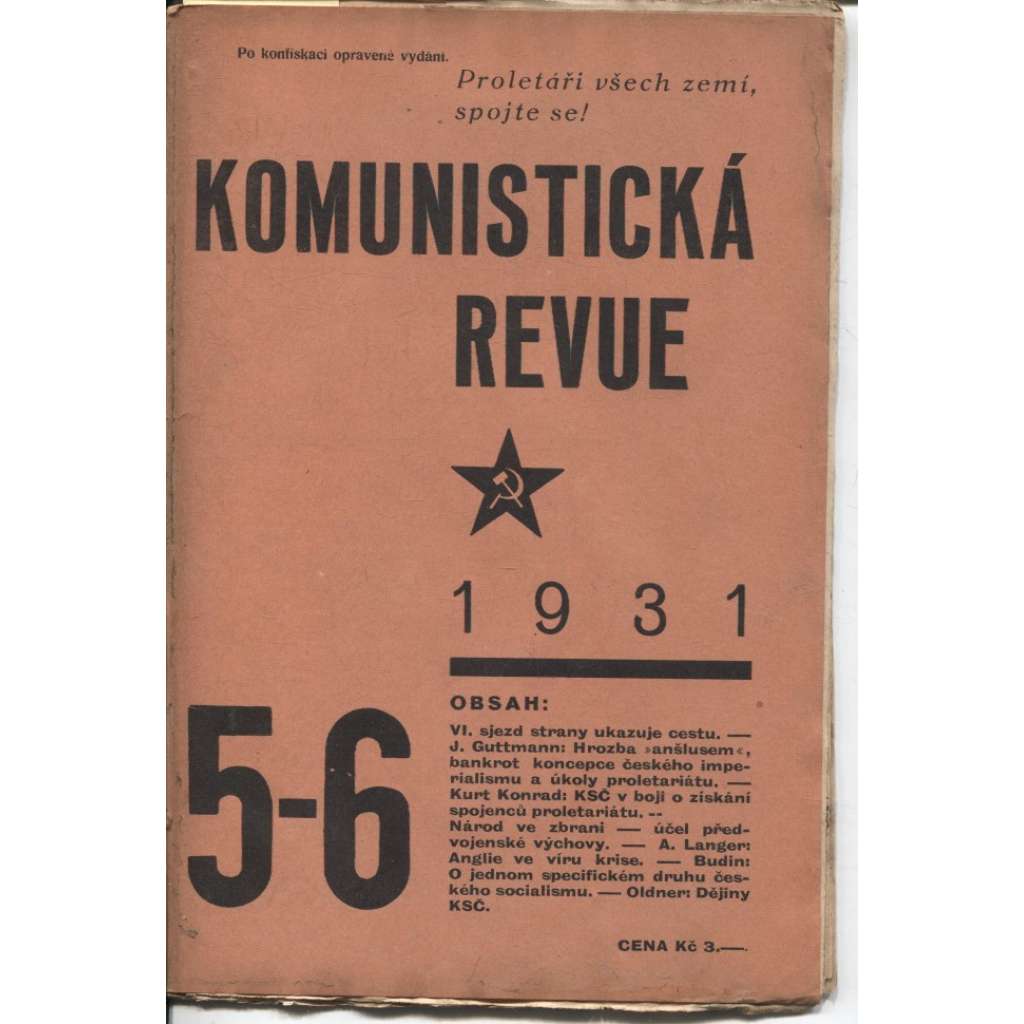 Po konfiskaci opravené vydání.
Proletáři všech zemí,
spojte se!
KOMUNISTICKÁ
REVUE
1931
5-6
OBSAH:
VI. sjezd strany ukazuje cestu. —
J. Guttmann: Hrozba »anšlusem«,
bankrot koncepce českého impe-
rialismu a úkoly proletariátu. —
Kurt Konrad: KSČ v boji o získání
spojenců proletariátu. --
Národ ve zbrani — účel před-
vojenské výchovy. — A. Langer:
Anglie ve víru krise. — Budin:
O jednom specifickém druhu čes-
kého socialismu. — Oldner: Dějiny
KSČ.
CENA Kč 3.—.